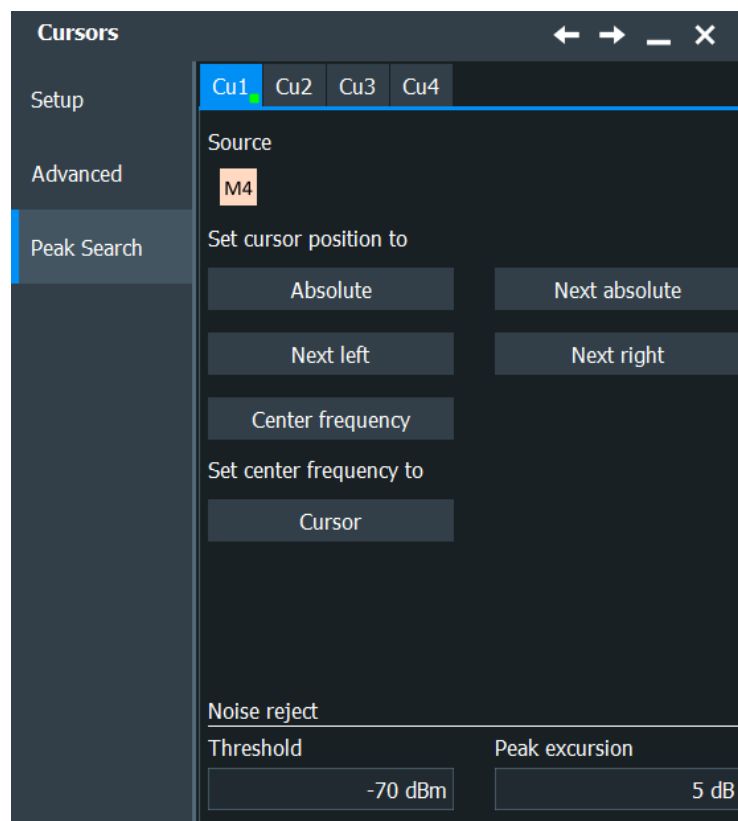 Cursors
Setup
Advanced
Peak Search
Cu1 Cu2 Cu3 Cu4
Source
M4
Set cursor position to
Absolute Next absolute
Next left Next right
Center frequency
Set center frequency to
Cursor
Noise reject
Threshold Peak excursion
-70 dBm 5 dB